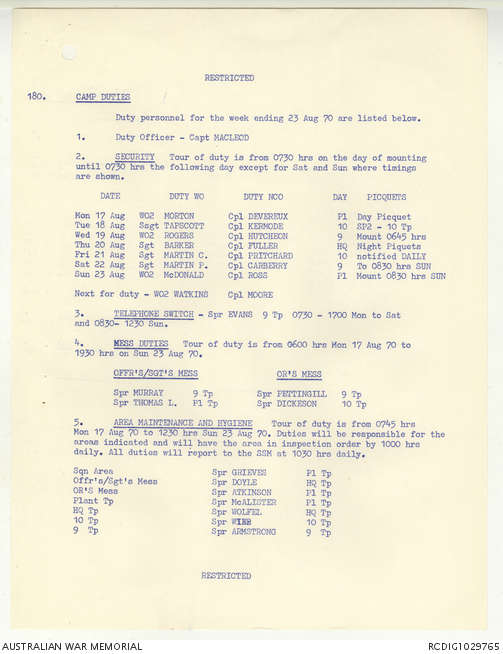 RESTRICTED
180. CAMP DUTIES
Duty personnel for the week ending 23 Aug 70 are listed below.
1. Duty Officer - Capt MACLEOD
2. SECURITY Tour of duty is from 0730 hrs on the day of mounting
until 0730 hrs the following day except for Sat and Sun where timings
are shown.
DATE DUTY WO DUTY NCO DAY PICQUETS
Mon 17 Aug WO2 MORTON Cpl DEVEREUX Pl Day Picquet
Tue 18 Aug Ssgt TAPSCOTT Cpl KERMODE 10 SP2 - 10 Tp
Wed 19 Aug WO2 ROGERS Cpl HUTCHEON 9 Mount 0645 hrs
Thu 20 Aug Sgt BARKER Cpl FULLER HQ Night Piquets
Fri 21 Aug Sgt MARTIN C. Cpl PRITCHARD 10 notified DAILY
Sat 22 Aug Sgt MARTIN P. Cpl CARBERRY 9 To 0830 hrs SUN
Sun 23 Aug WO2 McDONALD Cpl ROSS Pl Mount 0830 hrs SUN
Next for duty - WO2 WATKINS Cpl MOORE
3. TELEPHONE SWITCH - Spr EVANS 9 Tp 0730 - 1700 Mon to Sat
and 0830- 1230 Sun.
4. MESS DUTIES Tour of duty is from 0600 hrs Mon 17 Aug 70 to
1930 hrs on Sun 23 Aug 70.
OFFR'S/SGT'S MESS OR'S MESS
Spr MURRAY 9 Tp Spr PETTINGILL 9 Tp
Spr THOMAS L. Pl Tp Spr DICKESON 10 Tp
5. AREA MAINTENANCE AND HYGIENE Tour of duty is from 0745 hrs
Mon 17 Aug 70 to 1230 hrs Sun 23 Aug 70. Duties will be responsible for the
areas indicated and will have the area in inspection order by 1000 hrs
daily. All duties will report to the SSM at 1030 hrs daily.
Sqn Area Spr GRIEVES Pl Tp
Offr's/Sgt's Mess Spr DOYLE HQ Tp
OR'S Mess Spr ATKINSON Pl Tp
Plant Tp Spr McALISTER Pl Tp
HQ Tp Spr WOLFEL HQ Tp
10 Tp Spr WIEB 10 Tp
9 Tp Spr ARMSTRONG 9 Tp
RESTRICTED
AUSTRALIAN WAR MEMORIAL RCDIG1029765